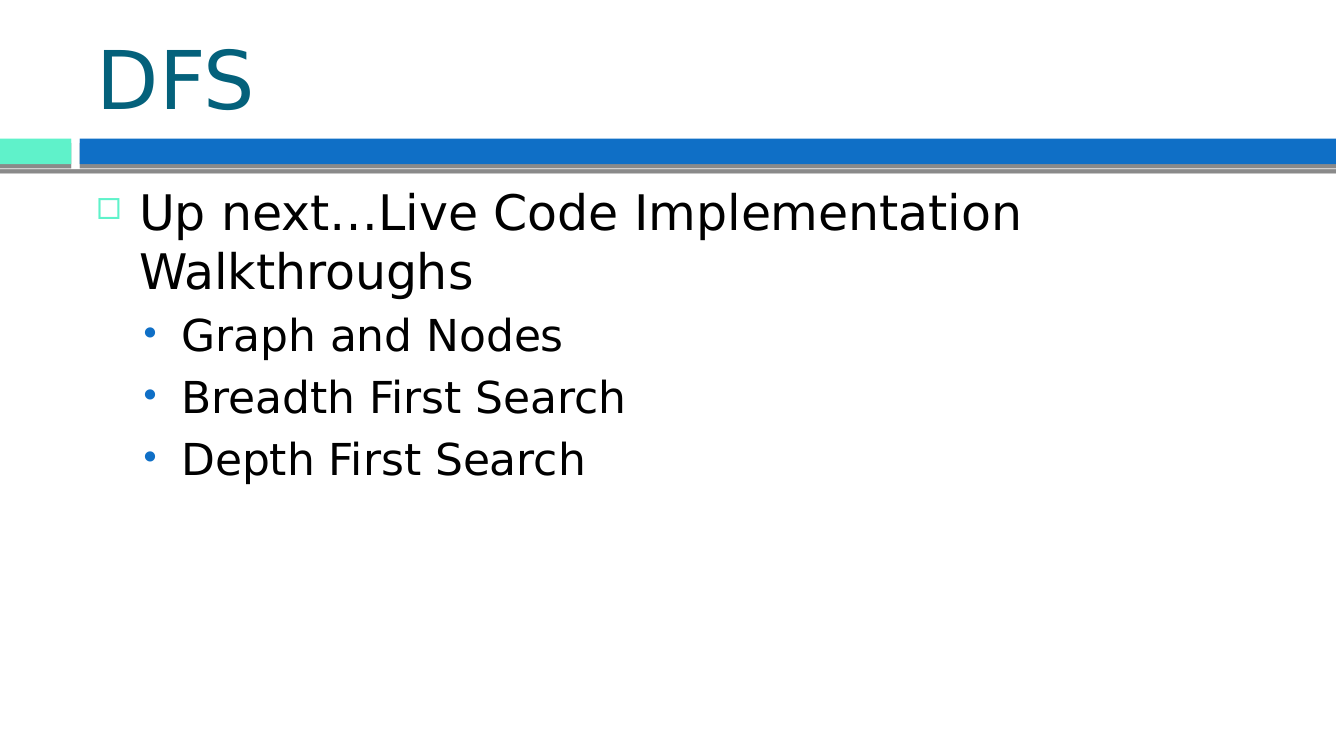 DFS
Up next…Live Code Implementation
Walkthroughs
Graph and Nodes
Breadth First Search
Depth First Search